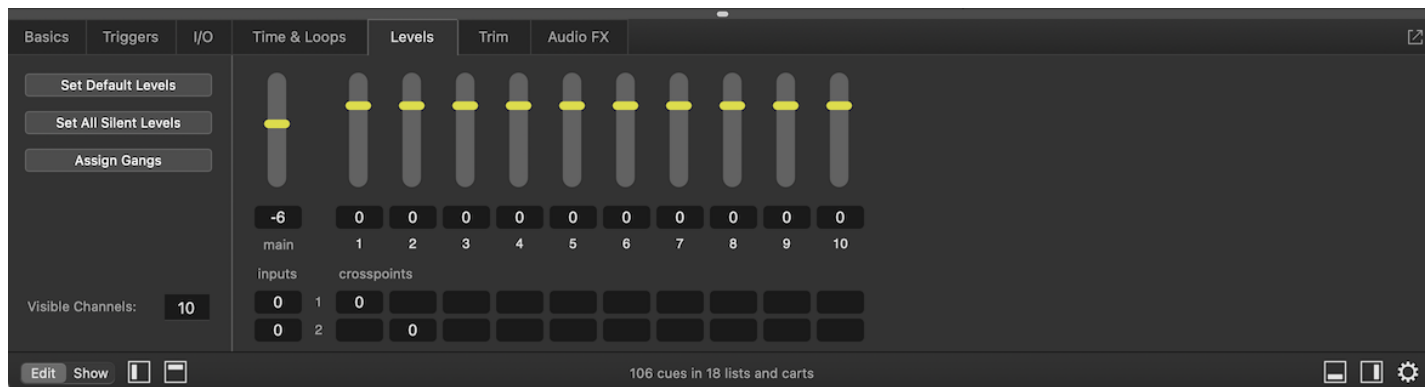 Basics Triggers I/O Time & Loops Levels Trim Audio FX
Set Default Levels
Set All Silent Levels
Assign Gangs
-6 0 0 0 0 0 0 0 0 0 0
main 1 2 3 4 5 6 7 8 9 10
inputs crosspoints
Visible Channels: 10
0 1 0
0 2 0
Edit Show 106 cues in 18 lists and carts